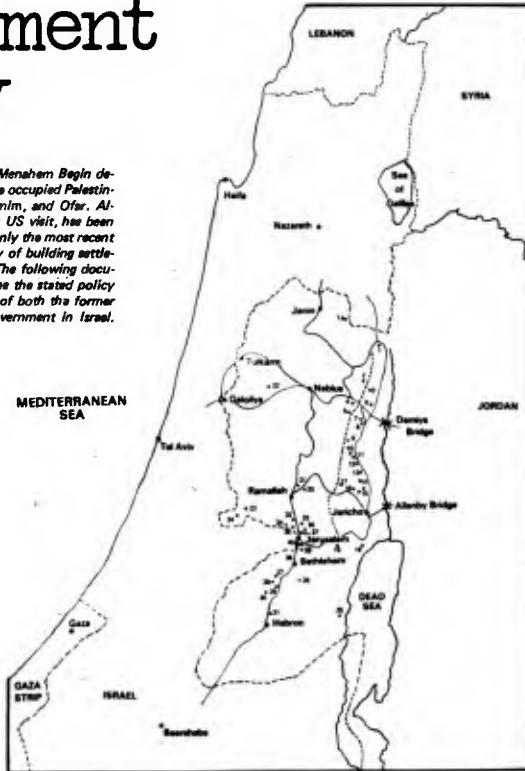 ment
y
Menahem Begin de-
e occupied Palestin-
nim, and Ofar. Al-
US visit, has been
nly the most recent
y of building settle-
The following docu-
e the stated policy
of both the former
vernment in Israel.
LEBANON
SYRIA
Haifa
Sea
of
Galilee
Nazareth
Jenin
Tulkarm
Nablus
Qalqilya
MEDITERRANEAN
SEA
Damiya
Bridge
JORDAN
Tel Aviv
Ramallah
Jericho
Allenby Bridge
Jerusalem
Bethlehem
DEAD
SEA
Hebron
Gaza
GAZA
STRIP
ISRAEL
Beersheba